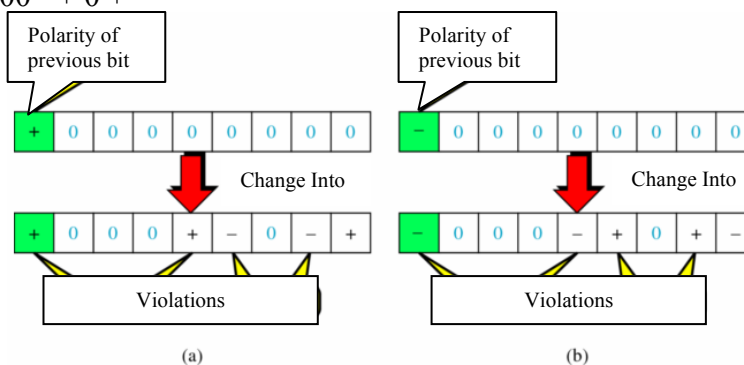 Polarity of
previous bit
Polarity of
previous bit
+ 0 0 0 0 0 0 0 0
- 0 0 0 0 0 0 0 0
Change Into
Change Into
+ 0 0 0 + - 0 - +
- 0 0 0 - + 0 + -
Violations
Violations
(a)
(b)